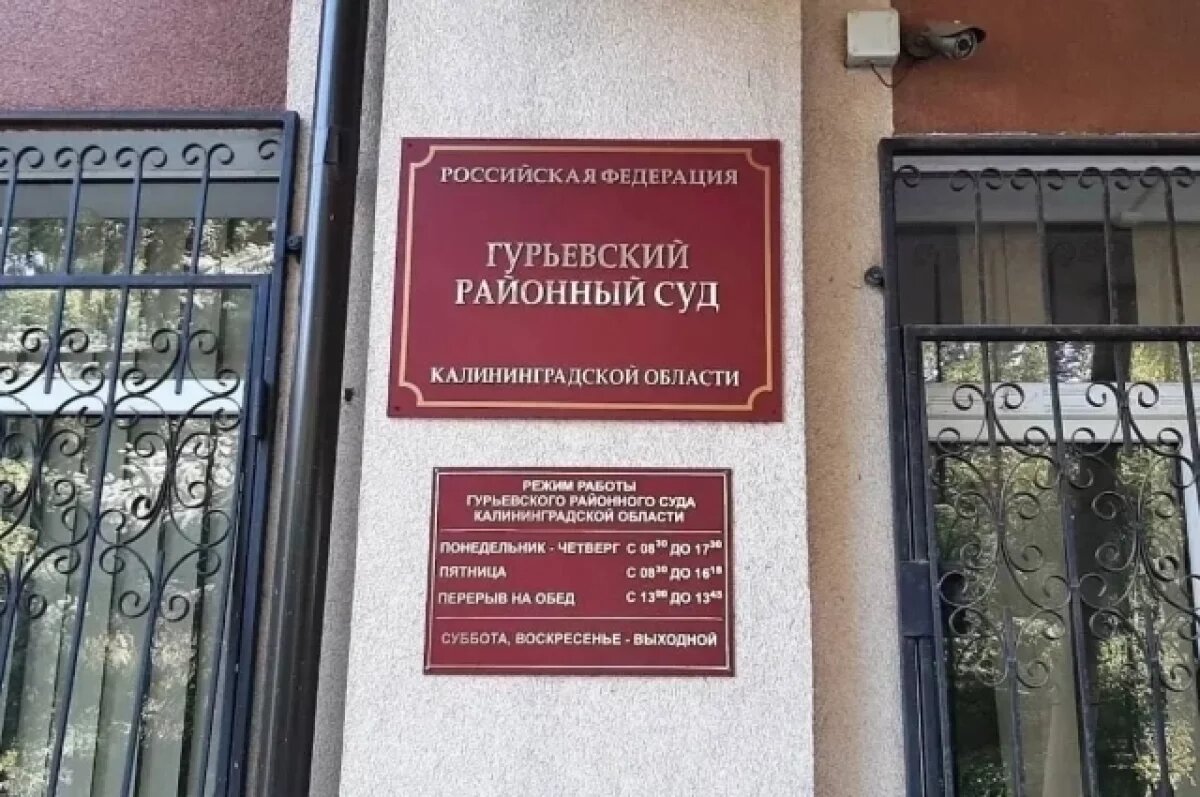 РОССИЙСКАЯ ФЕДЕРАЦИЯ
ГУРЬЕВСКИЙ
РАЙОННЫЙ СУД
КАЛИНИНГРАДСКОЙ ОБЛАСТИ
РЕЖИМ РАБОТЫ
ГУРЬЕВСКОГО РАЙОННОГО СУДА
КАЛИНИНГРАДСКОЙ ОБЛАСТИ
ПОНЕДЕЛЬНИК - ЧЕТВЕРГ С 08³⁰ ДО 17³⁰
ПЯТНИЦА С 08³⁰ ДО 16¹⁵
ПЕРЕРЫВ НА ОБЕД С 13⁰⁰ ДО 13⁴⁵
СУББОТА, ВОСКРЕСЕНЬЕ - ВЫХОДНОЙ